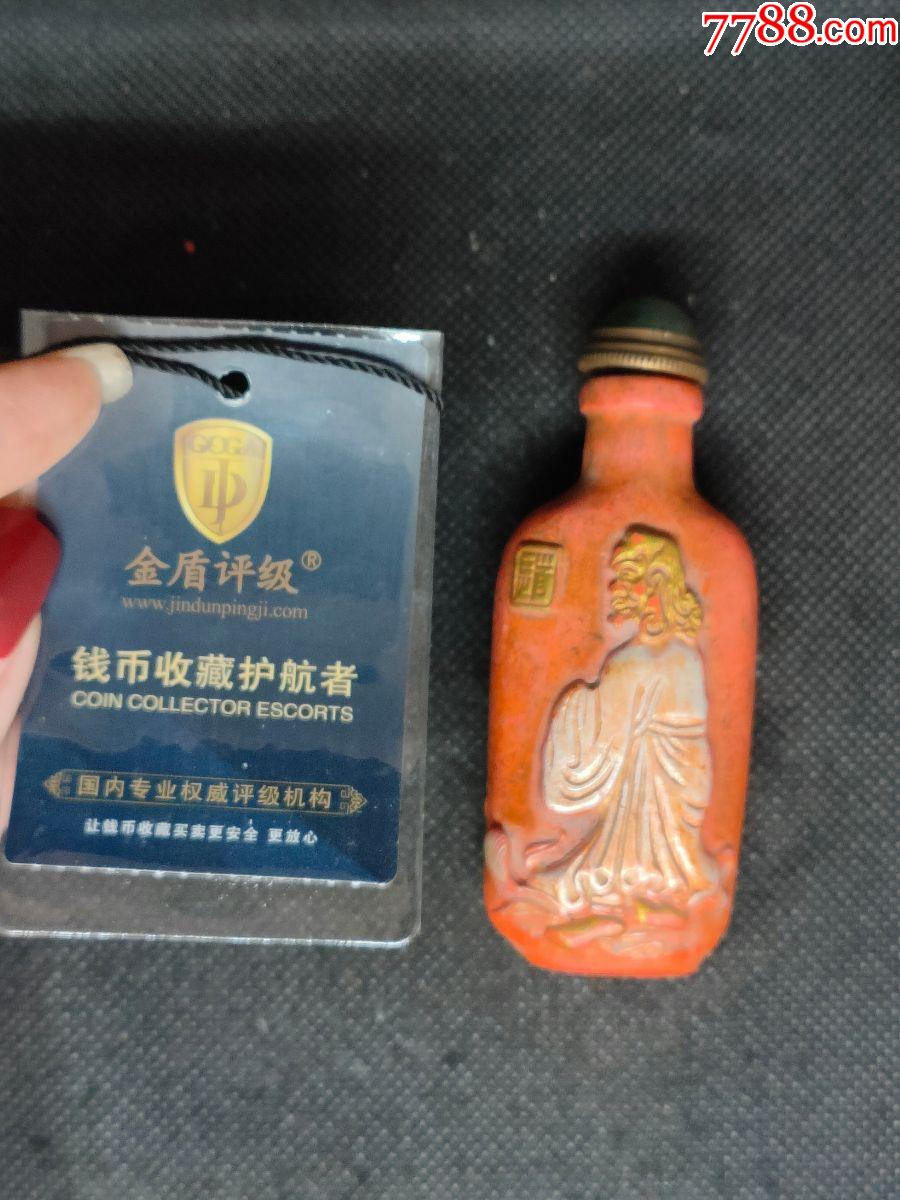 7788.com
金盾评级®
www.jindunpingji.com
钱币收藏护航者
COIN COLLECTOR ESCORTS
国内专业权威评级机构
让钱币收藏买卖更安全 更放心